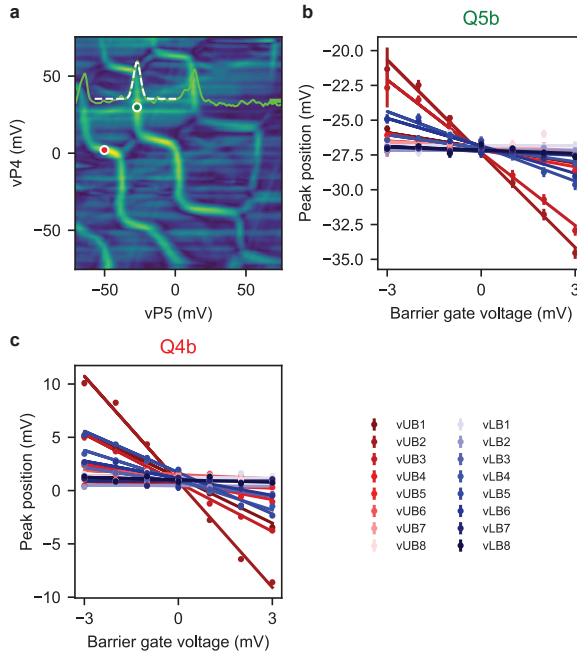 a
vP4 (mV)
50
0
−50
−50
0
50
vP5 (mV)
b
Q5b
Peak position (mV)
−20.0
−22.5
−25.0
−27.5
−30.0
−32.5
−35.0
−3
0
3
Barrier gate voltage (mV)
c
Q4b
Peak position (mV)
10
5
0
−5
−10
−3
0
3
Barrier gate voltage (mV)
vUB1
vUB2
vUB3
vUB4
vUB5
vUB6
vUB7
vUB8
vLB1
vLB2
vLB3
vLB4
vLB5
vLB6
vLB7
vLB8